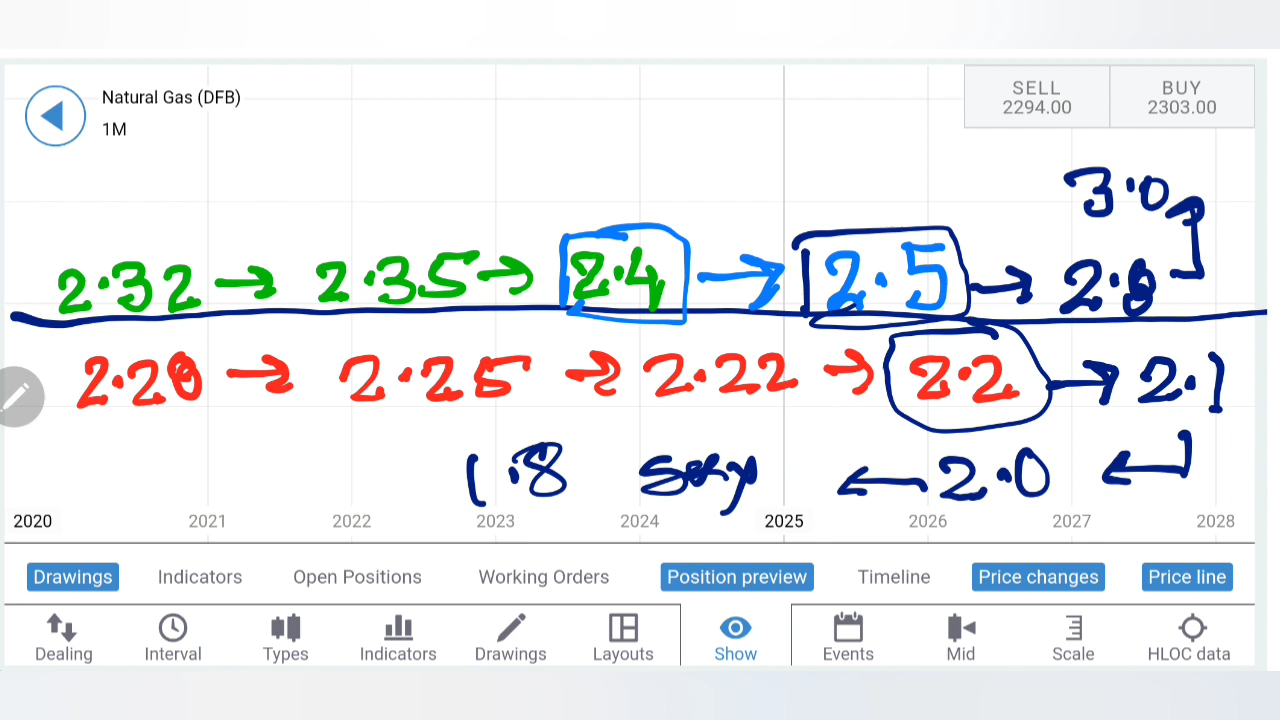 Natural Gas (DFB)
1M
SELL BUY
2294.00 2303.00
3.0
2.32 → 2.35 → 2.4 → 2.5 → 2.8
2.28 → 2.25 → 2.22 → 2.2 → 2.1
1.8 ← 2.0 ←
2020 2021 2022 2023 2024 2025 2026 2027 2028
Drawings Indicators Open Positions Working Orders Position preview Timeline Price changes Price line
Dealing Interval Types Indicators Drawings Layouts Show Events Mid Scale HLOC data